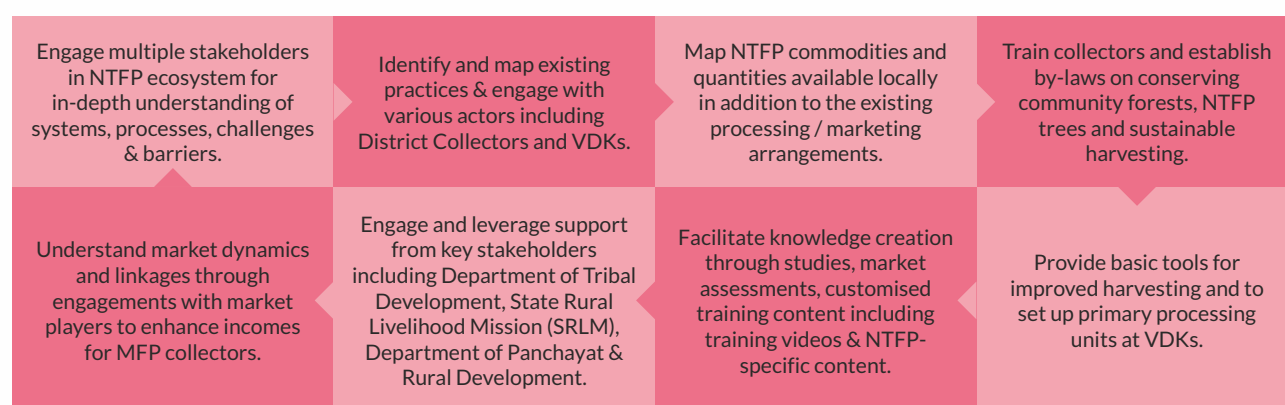 Engage multiple stakeholders
in NTFP ecosystem for
in-depth understanding of
systems, processes, challenges
& barriers.
Identify and map existing
practices & engage with
various actors including
District Collectors and VDKs.
Map NTFP commodities and
quantities available locally
in addition to the existing
processing / marketing
arrangements.
Train collectors and establish
by-laws on conserving
community forests, NTFP
trees and sustainable
harvesting.
Provide basic tools for
improved harvesting and to
set up primary processing
units at VDKs.
Facilitate knowledge creation
through studies, market
assessments, customised
training content including
training videos & NTFP-
specific content.
Engage and leverage support
from key stakeholders
including Department of Tribal
Development, State Rural
Livelihood Mission (SRLM),
Department of Panchayat &
Rural Development.
Understand market dynamics
and linkages through
engagements with market
players to enhance incomes
for MFP collectors.